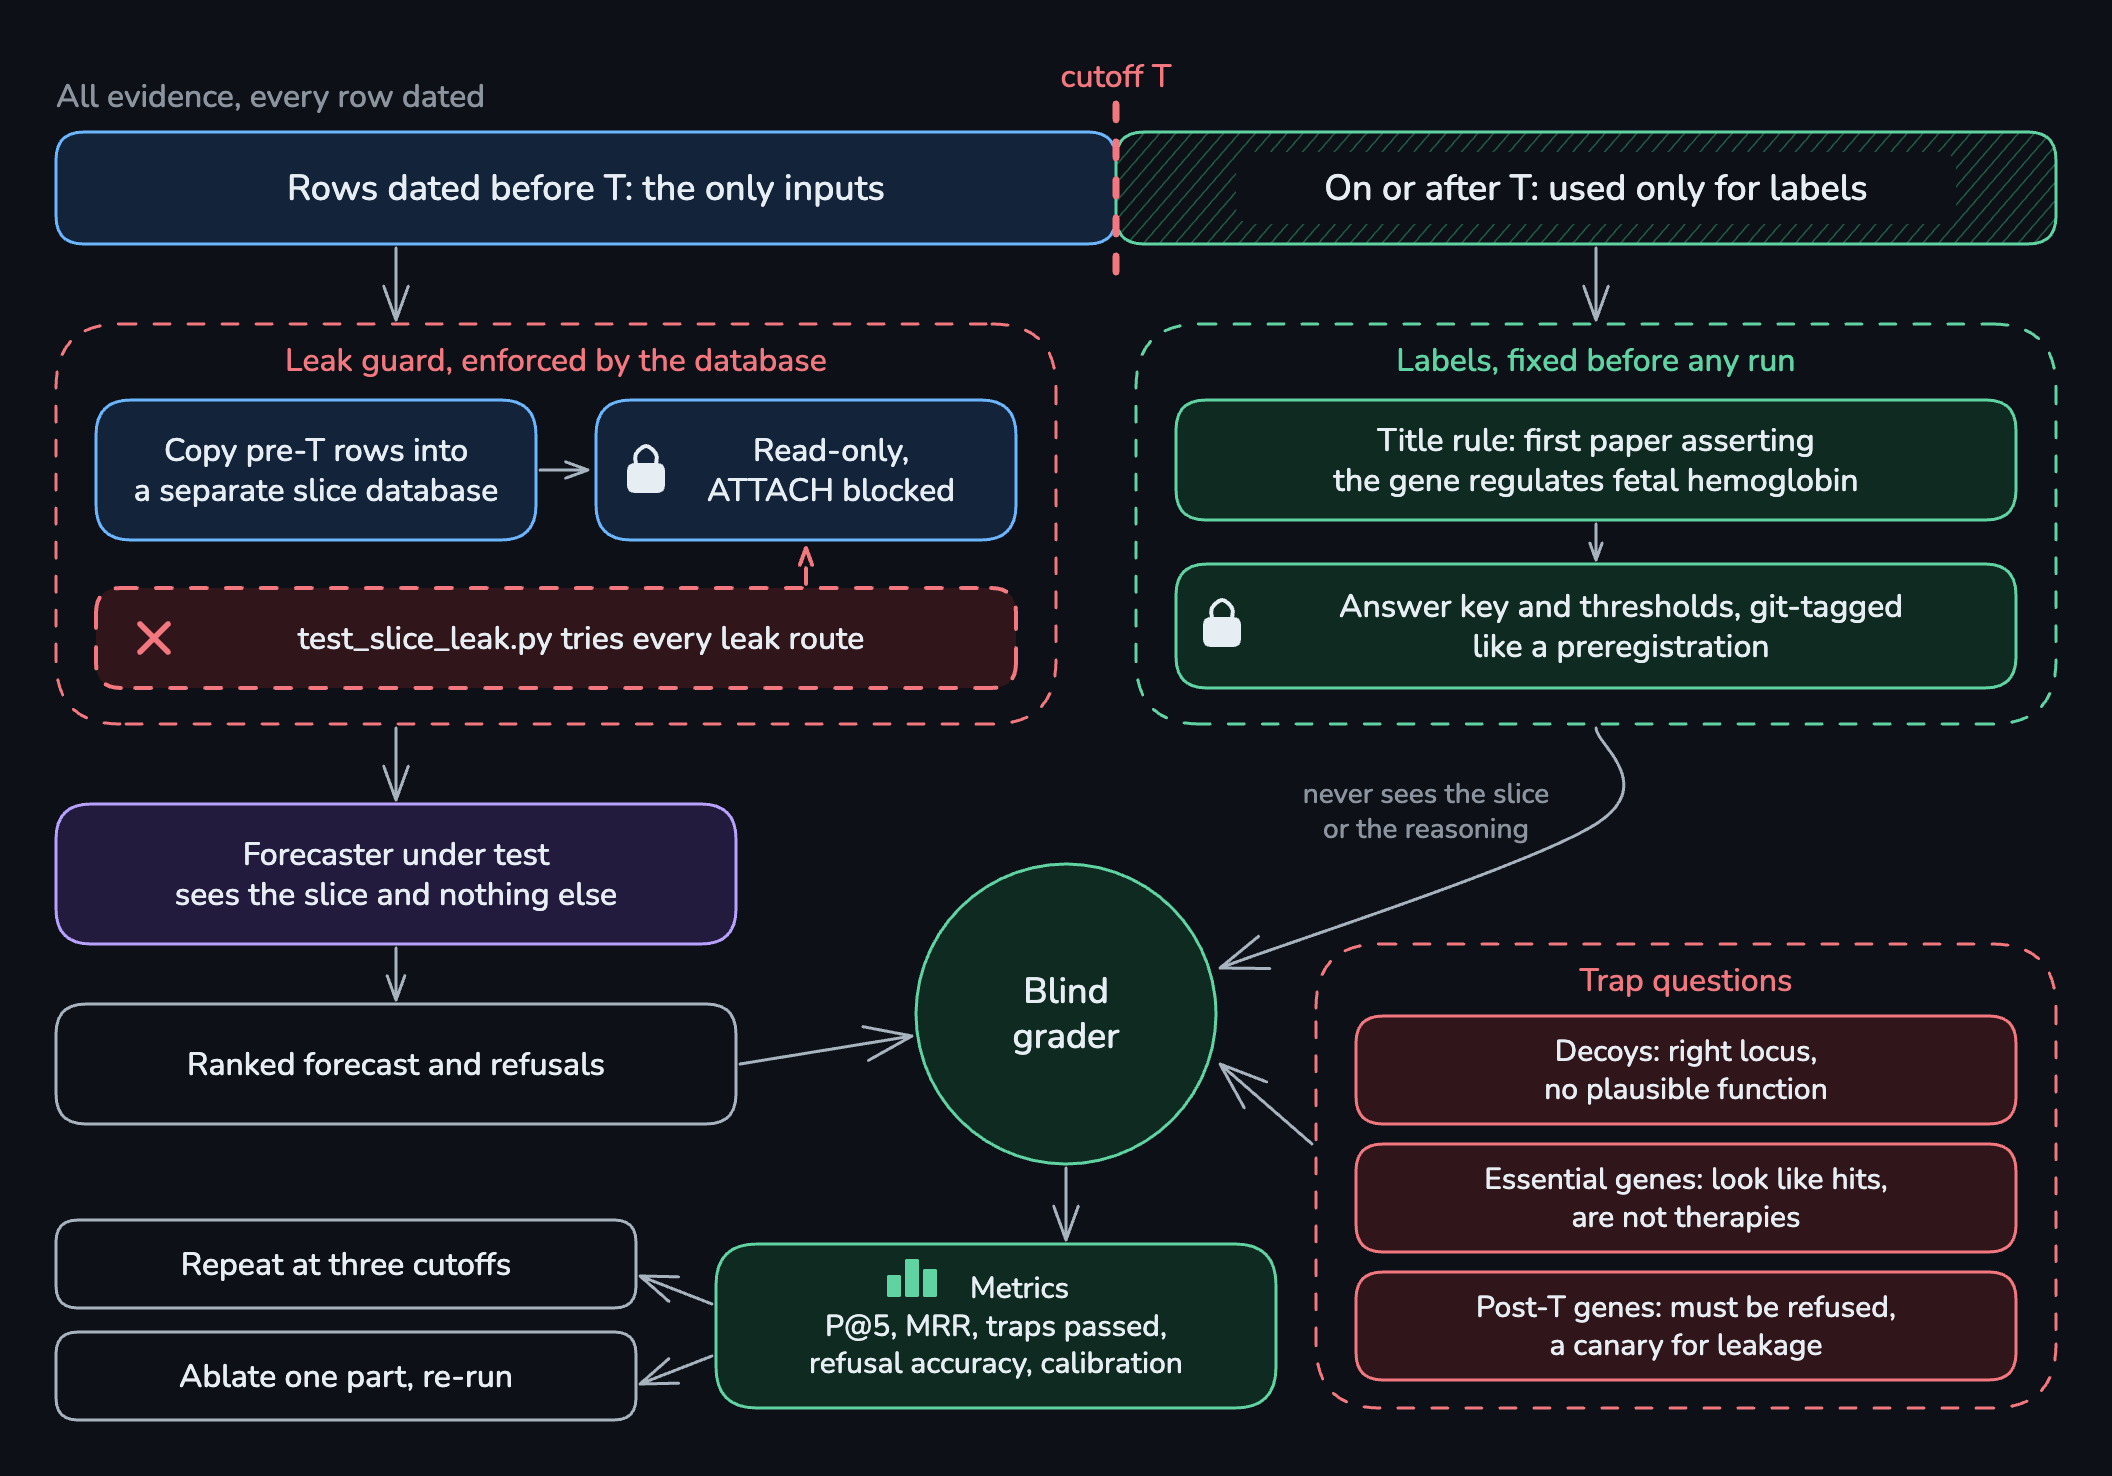 cutoff T
All evidence, every row dated
Rows dated before T: the only inputs
On or after T: used only for labels
Leak guard, enforced by the database
Copy pre-T rows into
a separate slice database
Read-only,
ATTACH blocked
test_slice_leak.py tries every leak route
Labels, fixed before any run
Title rule: first paper asserting
the gene regulates fetal hemoglobin
Answer key and thresholds, git-tagged
like a preregistration
never sees the slice
or the reasoning
Forecaster under test
sees the slice and nothing else
Ranked forecast and refusals
Blind
grader
Trap questions
Decoys: right locus,
no plausible function
Essential genes: look like hits,
are not therapies
Post-T genes: must be refused,
a canary for leakage
Metrics
P@5, MRR, traps passed,
refusal accuracy, calibration
Repeat at three cutoffs
Ablate one part, re-run